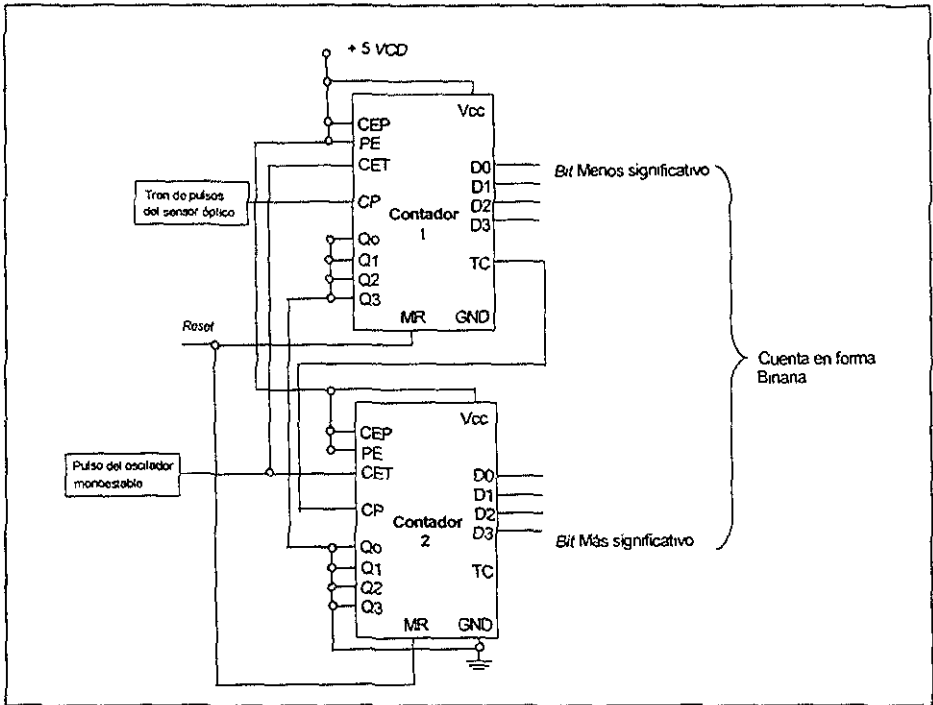 + 5 VCD
Vcc
CEP
PE
CET
CP
Qo
Q1
Q2
Q3
D0
D1
D2
D3
TC
MR
GND
Contador
1
Tren de pulsos
del sensor óptico
Bit Menos significativo
Reset
Cuenta en forma
Binana
Vcc
CEP
PE
CET
CP
Qo
Q1
Q2
Q3
D0
D1
D2
D3
TC
MR
GND
Contador
2
Pulso del oscilador
monoestable
Bit Más significativo